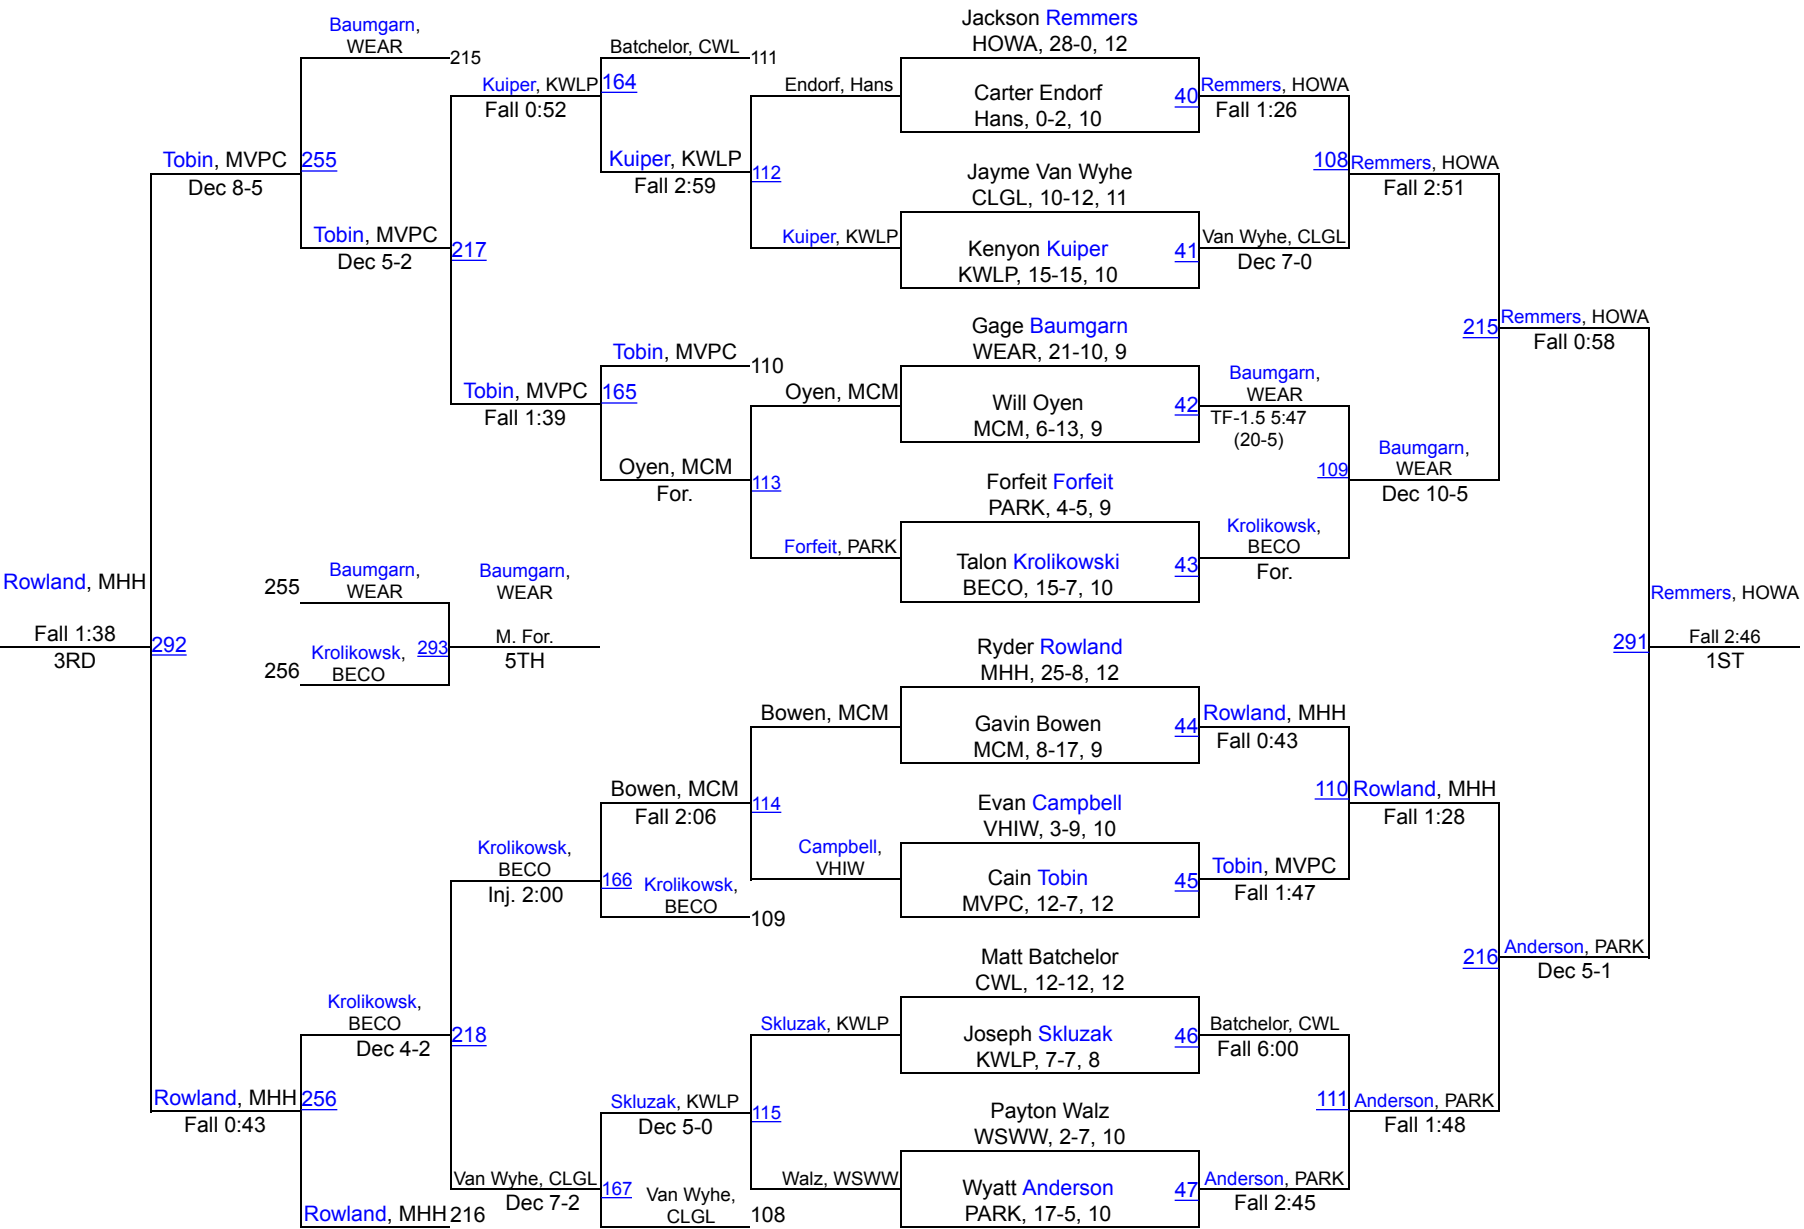 Jackson Remmers
HOWA, 28-0, 12
Carter Endorf
Hans, 0-2, 10
40
Jayme Van Wyhe
CLGL, 10-12, 11
Kenyon Kuiper
KWLP, 15-15, 10
41
Gage Baumgarn
WEAR, 21-10, 9
Will Oyen
MCM, 6-13, 9
42
Forfeit Forfeit
PARK, 4-5, 9
Talon Krolikowski
BECO, 15-7, 10
43
Ryder Rowland
MHH, 25-8, 12
Gavin Bowen
MCM, 8-17, 9
44
Evan Campbell
VHIW, 3-9, 10
Cain Tobin
MVPC, 12-7, 12
45
Matt Batchelor
CWL, 12-12, 12
Joseph Skluzak
KWLP, 7-7, 8
46
Payton Walz
WSWW, 2-7, 10
Wyatt Anderson
PARK, 17-5, 10
47
Remmers, HOWA
Fall 1:26
Van Wyhe, CLGL
Dec 7-0
Baumgarn,
WEAR
TF-1.5 5:47
(20-5)
Krolikowsk,
BECO
For.
Rowland, MHH
Fall 0:43
Tobin, MVPC
Fall 1:47
Batchelor, CWL
Fall 6:00
Anderson, PARK
Fall 2:45
108
Remmers, HOWA
Fall 2:51
109
Baumgarn,
WEAR
Dec 10-5
110
Rowland, MHH
Fall 1:28
111
Anderson, PARK
Fall 1:48
215
Remmers, HOWA
Fall 0:58
216
Anderson, PARK
Dec 5-1
291
Remmers, HOWA
Fall 2:46
1ST
Endorf, Hans
Kuiper, KWLP
Oyen, MCM
Forfeit, PARK
Bowen, MCM
Campbell,
VHIW
Skluzak, KWLP
Walz, WSWW
Batchelor, CWL
111
112
Kuiper, KWLP
Fall 2:59
Tobin, MVPC
110
113
Oyen, MCM
For.
114
Bowen, MCM
Fall 2:06
Krolikowsk,
BECO
109
115
Skluzak, KWLP
Dec 5-0
Van Wyhe,
CLGL
108
164
Kuiper, KWLP
Fall 0:52
165
Tobin, MVPC
Fall 1:39
166
Krolikowsk,
BECO
Inj. 2:00
167
Van Wyhe, CLGL
Dec 7-2
Baumgarn,
WEAR
215
217
Tobin, MVPC
Dec 5-2
218
Krolikowsk,
BECO
Dec 4-2
Rowland, MHH
216
255
Tobin, MVPC
Dec 8-5
256
Rowland, MHH
Fall 0:43
292
Rowland, MHH
Fall 1:38
3RD
255
Baumgarn,
WEAR
256
Krolikowsk,
BECO
293
Baumgarn,
WEAR
M. For.
5TH